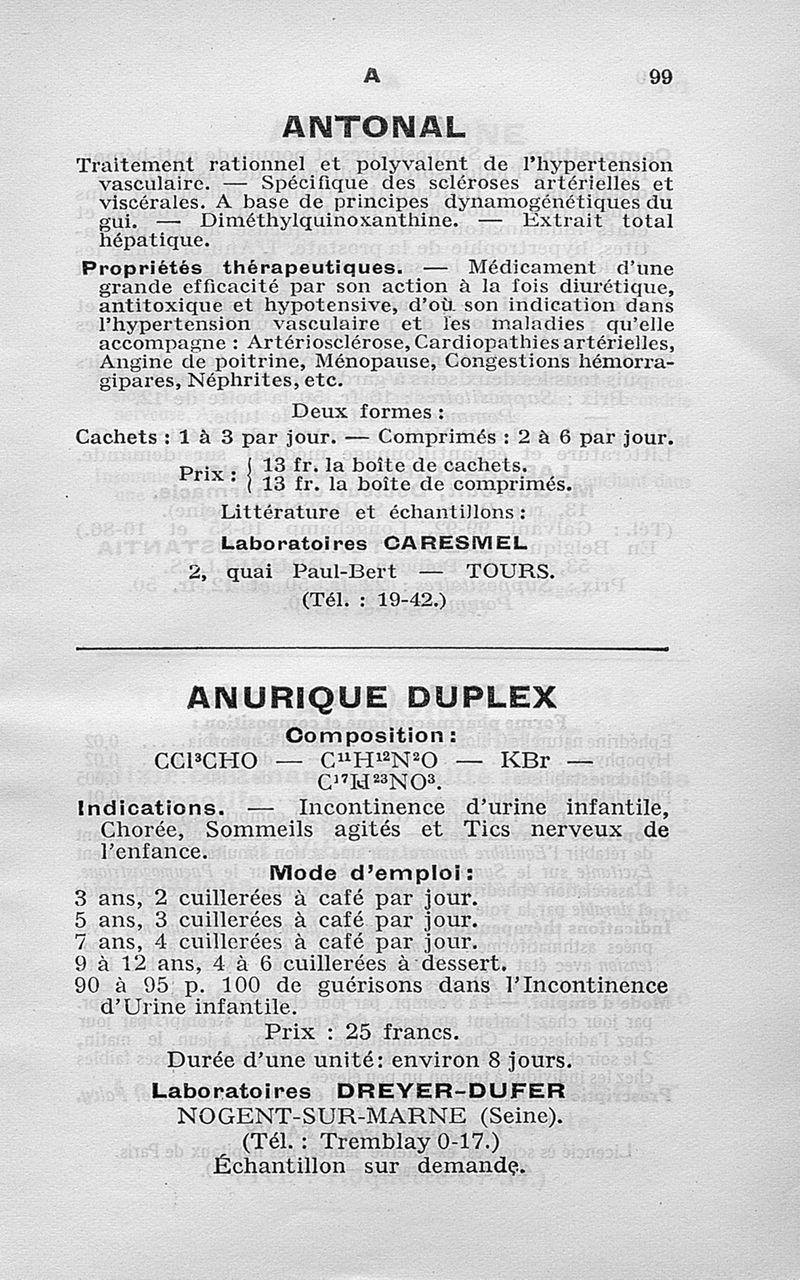 A 99
ANTONAL
Traitement rationnel et polyvalent de l'hypertension
vasculaire. — Spécifique des scléroses artérielles et
viscérales. A base de principes dynamogénétiques du
gui. — Diméthylquinoxanthine. — Extrait total
hépatique.
Propriétés thérapeutiques. — Médicament d'une
grande efficacité par son action à la fois diurétique,
antitoxique et hypotensive, d'où son indication dans
l'hypertension vasculaire et les maladies qu'elle
accompagne : Artériosclérose, Cardiopathies artérielles,
Angine de poitrine, Ménopause, Congestions hémorra-
gipares, Néphrites, etc.
Deux formes :
Cachets : 1 à 3 par jour. — Comprimés : 2 à 6 par jour.
Prix : { 13 fr. la boîte de cachets.
{ 13 fr. la boîte de comprimés.
Littérature et échantillons :
Laboratoires CARESMEL
2, quai Paul-Bert — TOURS.
(Tél. : 19-42.)
ANURIQUE DUPLEX
Composition :
CCl³CHO — C¹¹H¹²N²O — KBr —
C¹⁷H²³NO³.
Indications. — Incontinence d'urine infantile,
Chorée, Sommeils agités et Tics nerveux de
l'enfance.
Mode d'emploi :
3 ans, 2 cuillerées à café par jour.
5 ans, 3 cuillerées à café par jour.
7 ans, 4 cuillerées à café par jour.
9 à 12 ans, 4 à 6 cuillerées à dessert.
90 à 95 p. 100 de guérisons dans l'Incontinence
d'Urine infantile.
Prix : 25 francs.
Durée d'une unité : environ 8 jours.
Laboratoires DREYER-DUFER
NOGENT-SUR-MARNE (Seine).
(Tél. : Tremblay 0-17.)
Échantillon sur demande.